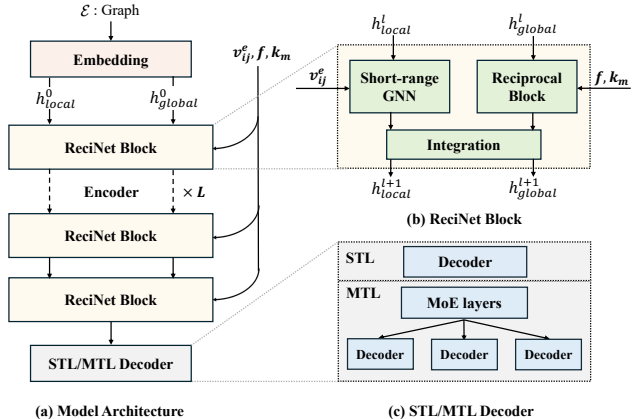 ℰ : Graph
Embedding
h⁰_local
h⁰_global
v^e_ij, f, k_m
ReciNet Block
Encoder
× L
ReciNet Block
ReciNet Block
STL/MTL Decoder
(a) Model Architecture
h^l_local
h^l_global
v^e_ij
Short-range
GNN
Reciprocal
Block
f, k_m
Integration
h^{l+1}_local
h^{l+1}_global
(b) ReciNet Block
STL
Decoder
MTL
MoE layers
Decoder
Decoder
Decoder
(c) STL/MTL Decoder